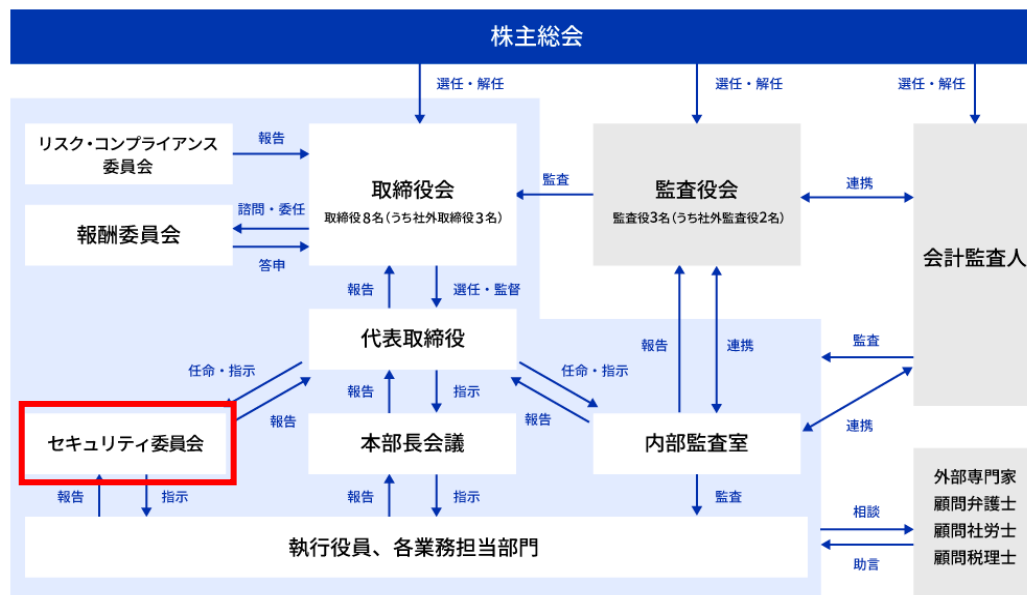 株主総会
選任・解任
選任・解任
選任・解任
リスク・コンプライアンス
委員会
報告
取締役会
取締役8名(うち社外取締役3名)
監査
監査役会
監査役3名(うち社外監査役2名)
連携
会計監査人
諮問・委任
報酬委員会
答申
報告
選任・監督
代表取締役
報告
連携
監査
任命・指示
報告
指示
任命・指示
報告
報告
連携
セキュリティ委員会
本部長会議
内部監査室
報告
指示
報告
指示
監査
外部専門家
顧問弁護士
顧問社労士
顧問税理士
相談
助言
執行役員、各業務担当部門